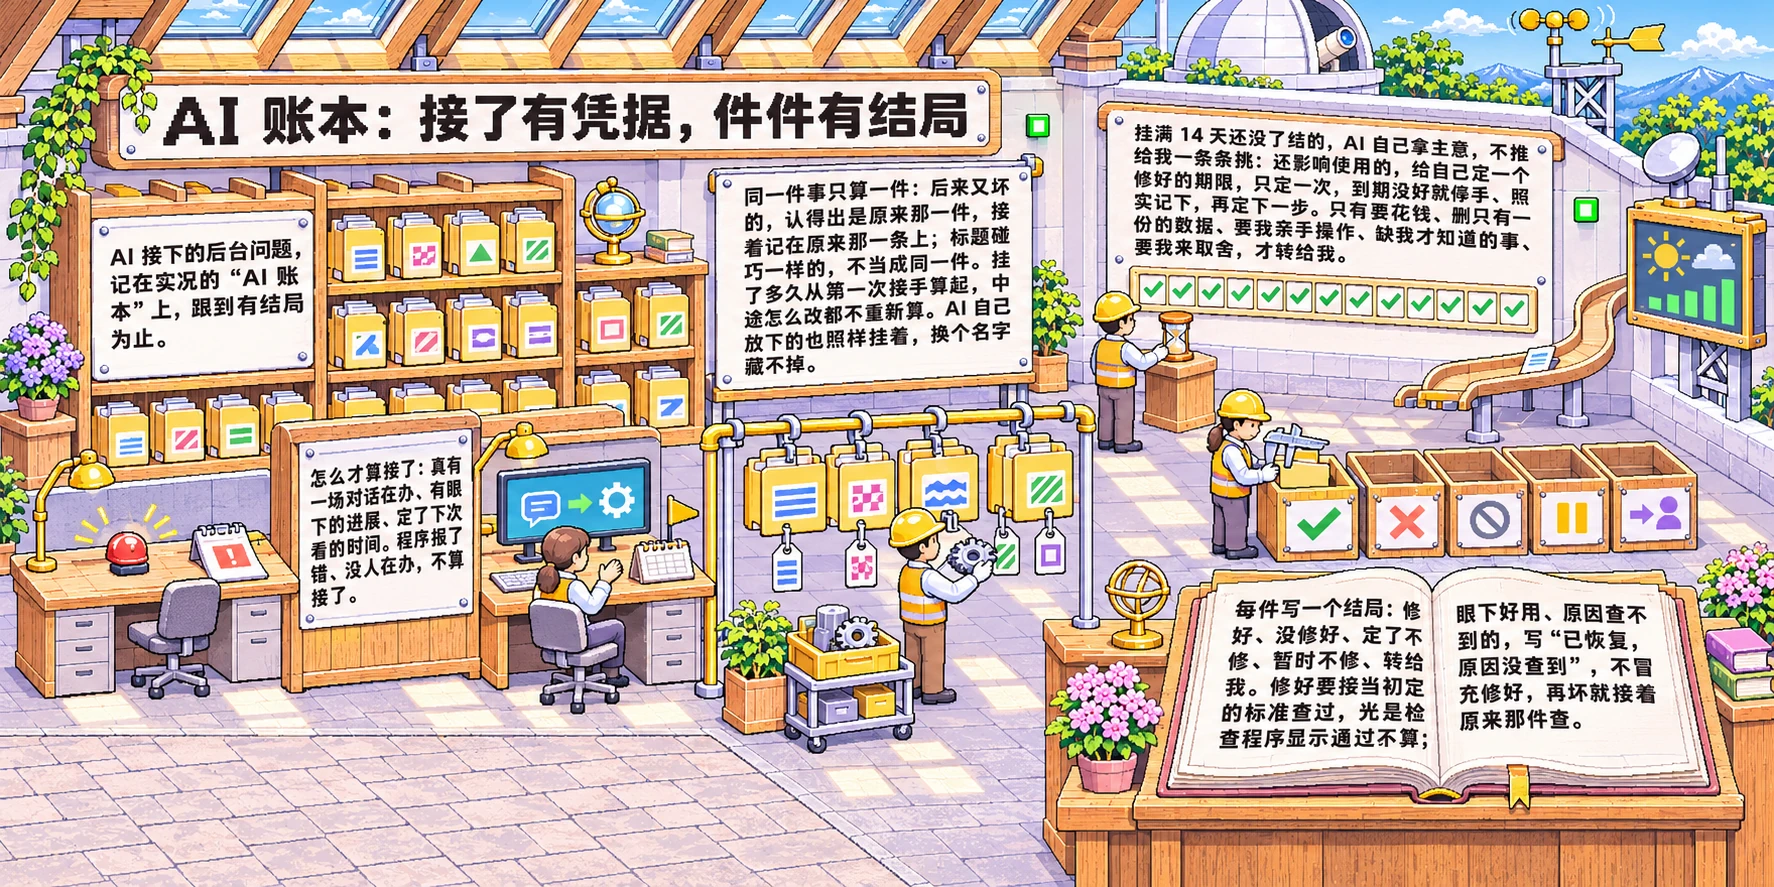 AI 账本：接了有凭据，件件有结局
AI 接下的后台问题，
记在实况的“AI 账
本”上，跟到有结局
为止。
怎么才算接了：真有
一场对话在办、有眼
下的进展、定了下次
看的时间。程序报了
错、没人在办，不算
接了。
同一件事只算一件：后来又坏
的，认得出是原来那一件，接
着记在原来那一条上；标题碰
巧一样的，不当成同一件。挂
了多久从第一次接手算起，中
途怎么改都不重新算。AI 自己
放下的也照样挂着，换个名字
藏不掉。
挂满 14 天还没了结的，AI 自己拿主意，不推
给我一条条挑：还影响使用的，给自己定一个
修好的期限，只定一次，到期没好就停手、照
实记下，再定下一步。只有要花钱、删只有一
份的数据、要我亲手操作、缺我才知道的事、
要我来取舍，才转给我。
每件写一个结局：修
好、没修好、定了不
修、暂时不修、转给
我。修好要接当初定
的标准查过，光是检
查程序显示通过不算；
眼下好用、原因查不
到的，写“已恢复，
原因没查到”，不冒
充修好，再坏就接着
原来那件查。